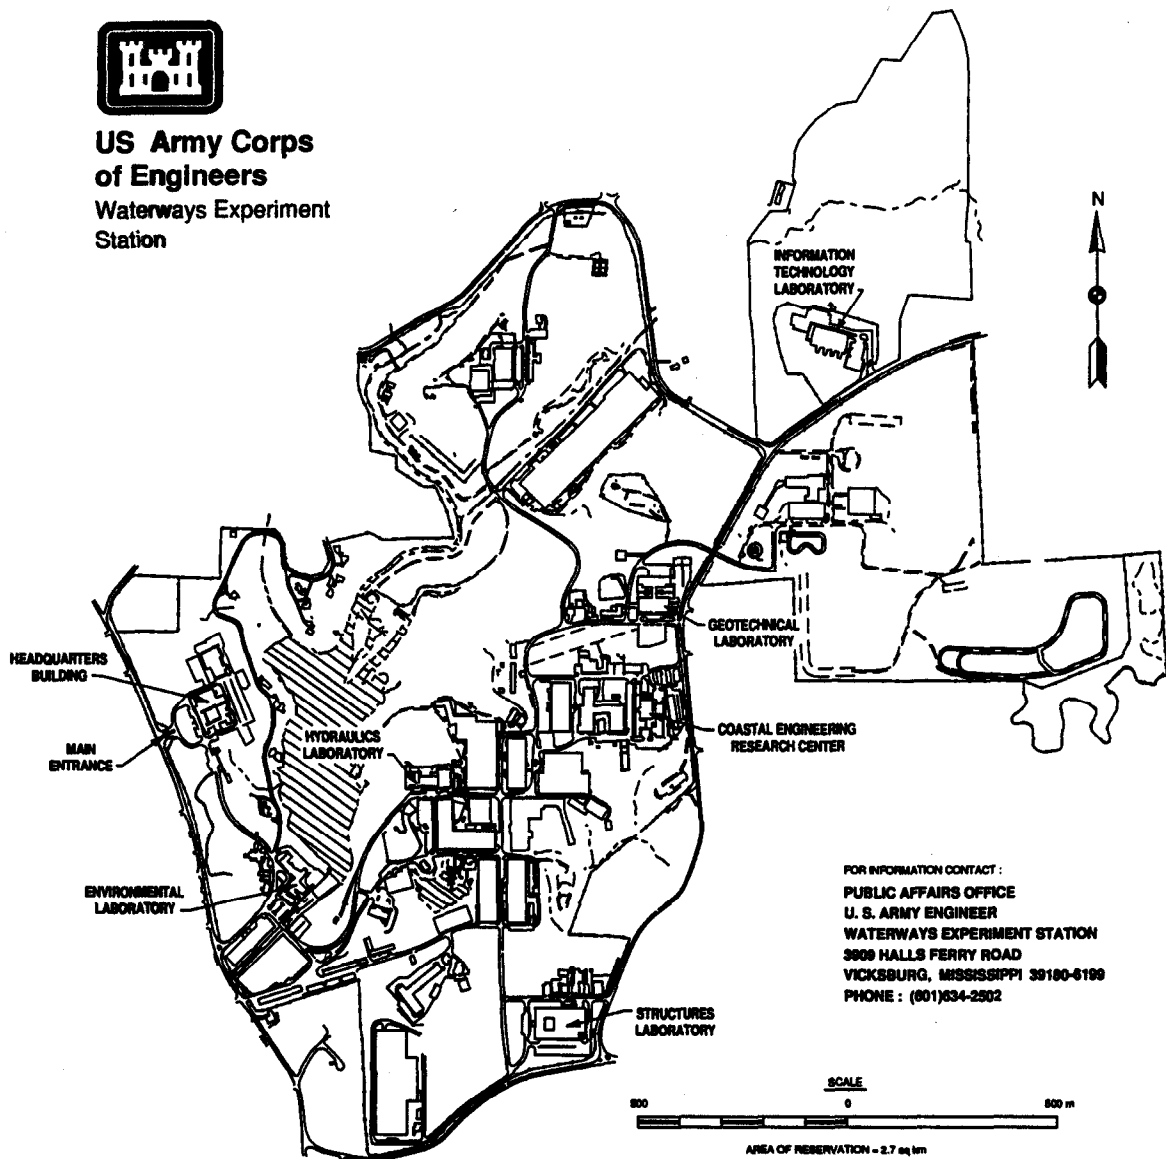 US Army Corps
of Engineers
Waterways Experiment
Station
N
INFORMATION
TECHNOLOGY
LABORATORY
GEOTECHNICAL
LABORATORY
HEADQUARTERS
BUILDING
MAIN
ENTRANCE
HYDRAULICS
LABORATORY
COASTAL ENGINEERING
RESEARCH CENTER
ENVIRONMENTAL
LABORATORY
STRUCTURES
LABORATORY
FOR INFORMATION CONTACT :
PUBLIC AFFAIRS OFFICE
U. S. ARMY ENGINEER
WATERWAYS EXPERIMENT STATION
3909 HALLS FERRY ROAD
VICKSBURG, MISSISSIPPI 39180-6199
PHONE : (601)634-2502
SCALE
500 0 500 m
AREA OF RESERVATION = 2.7 sq km